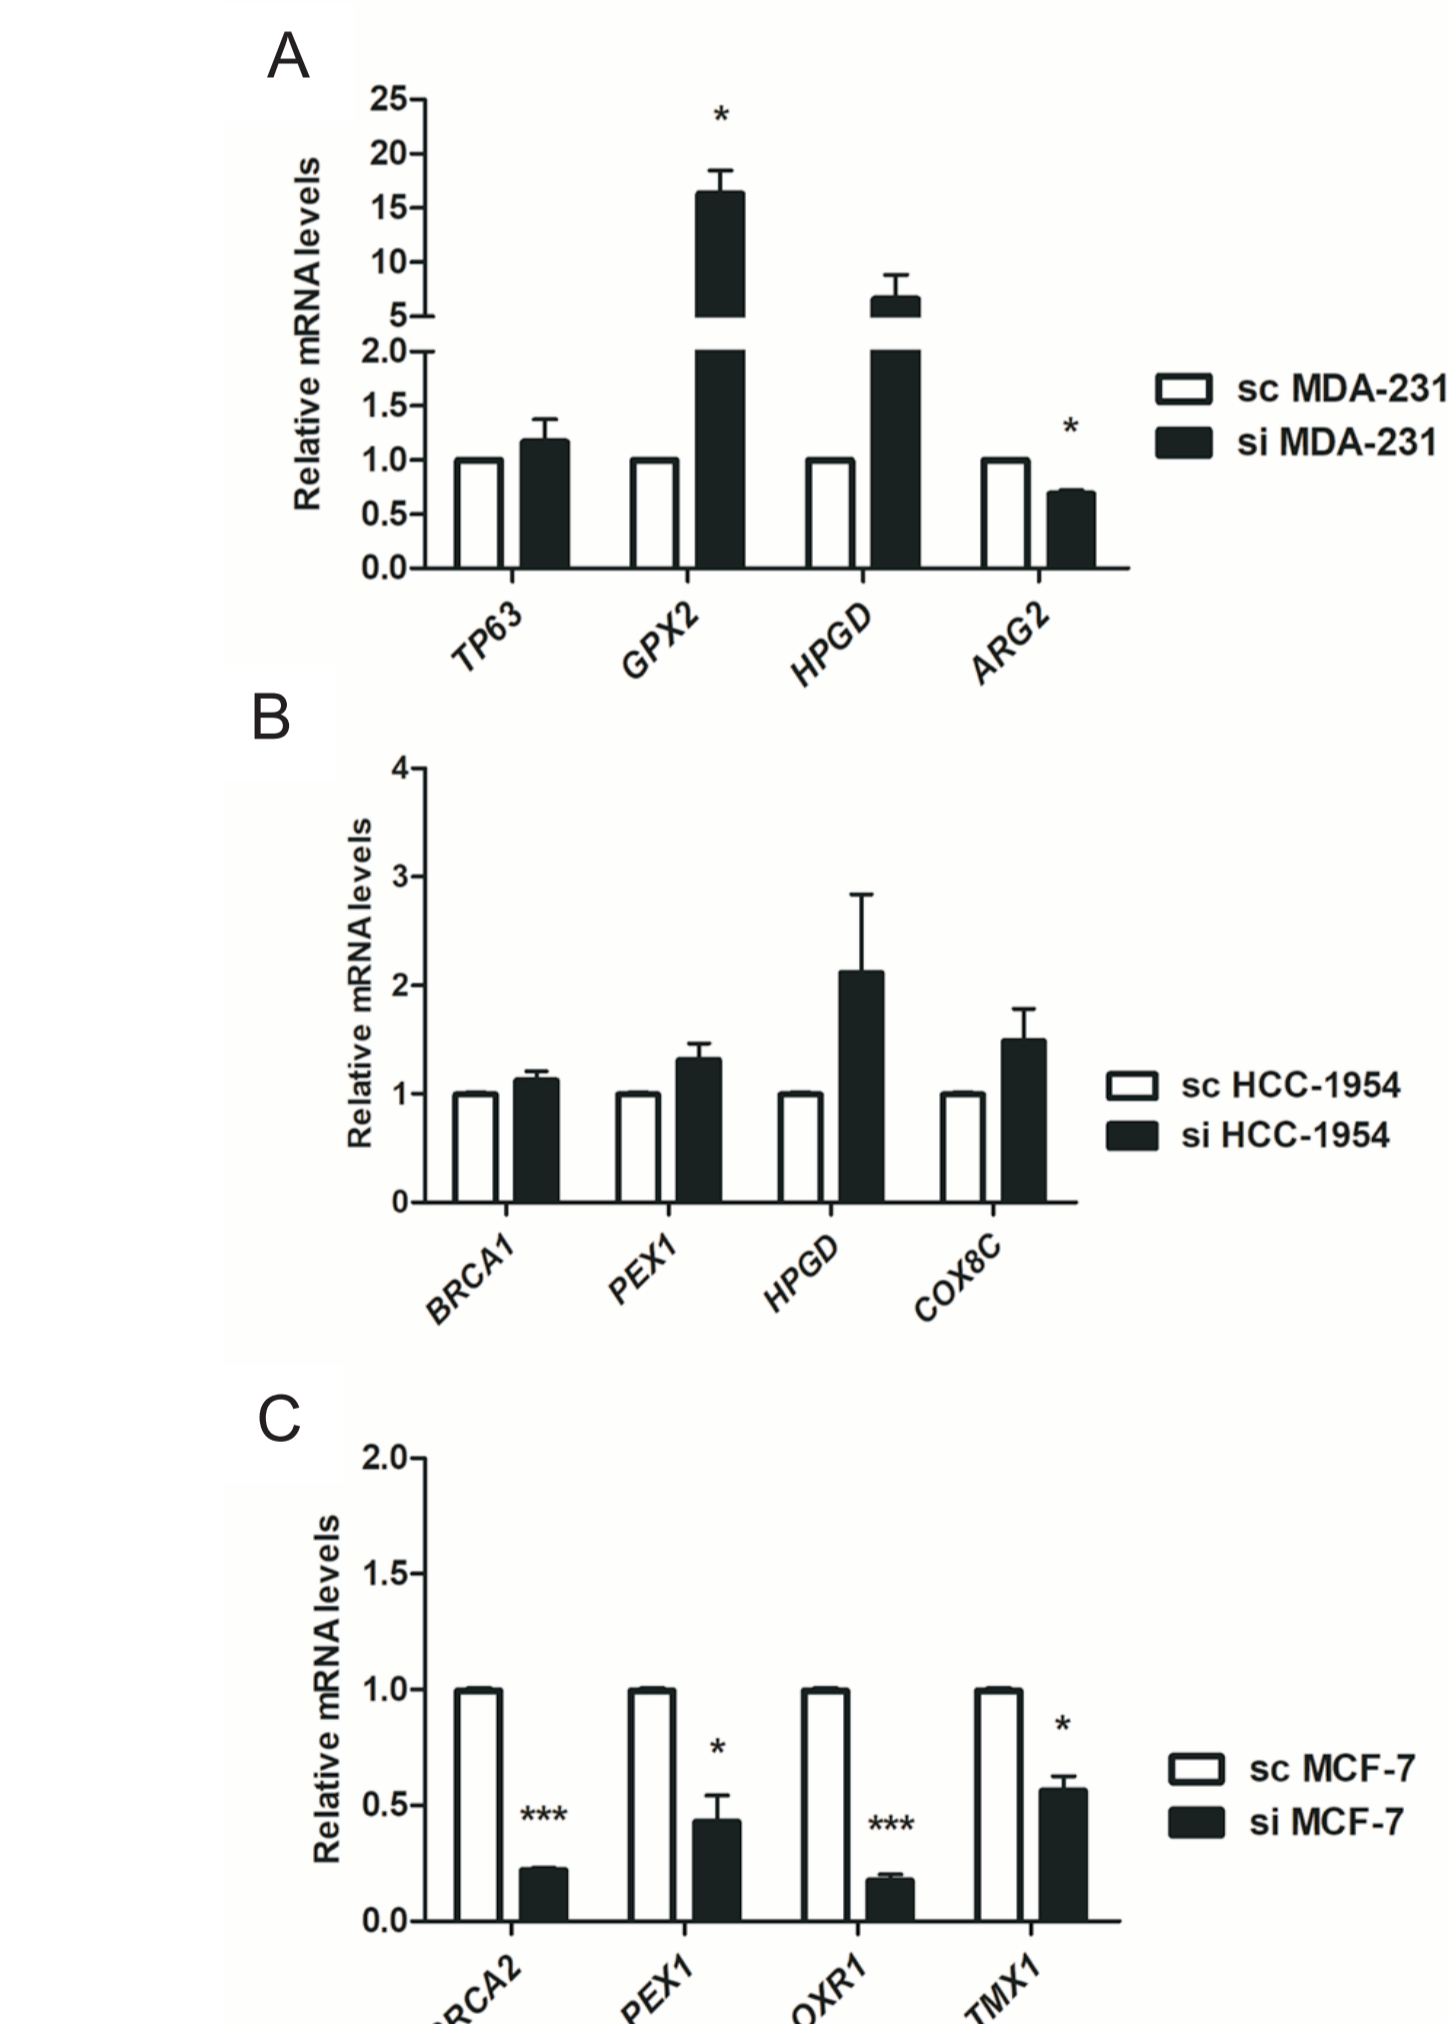 A
25
20
15
10
5
2.0
1.5
1.0
0.5
0.0
Relative mRNA levels
*
*
TP63
GPX2
HPGD
ARG2
sc MDA-231
si MDA-231
B
4
3
2
1
0
Relative mRNA levels
BRCA1
PEX1
HPGD
COX8C
sc HCC-1954
si HCC-1954
C
2.0
1.5
1.0
0.5
0.0
Relative mRNA levels
***
*
***
*
RCA2
PEX1
OXR1
TMX1
sc MCF-7
si MCF-7